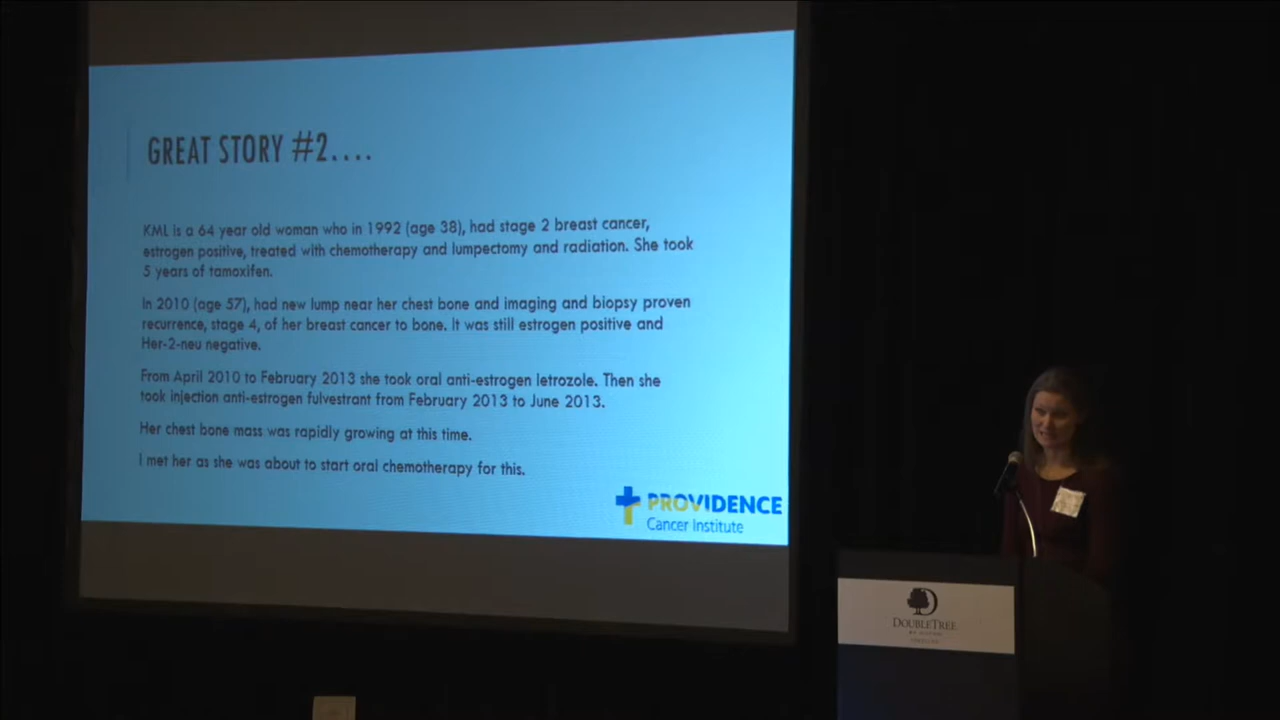 GREAT STORY #2....
KML is a 64 year old woman who in 1992 (age 38), had stage 2 breast cancer,
estrogen positive, treated with chemotherapy and lumpectomy and radiation. She took
5 years of tamoxifen.
In 2010 (age 57), had new lump near her chest bone and imaging and biopsy proven
recurrence, stage 4, of her breast cancer to bone. It was still estrogen positive and
Her-2-neu negative.
From April 2010 to February 2013 she took oral anti-estrogen letrozole. Then she
took injection anti-estrogen fulvestrant from February 2013 to June 2013.
Her chest bone mass was rapidly growing at this time.
I met her as she was about to start oral chemotherapy for this.
PROVIDENCE
Cancer Institute
D
DOUBLETREE
BY HILTON